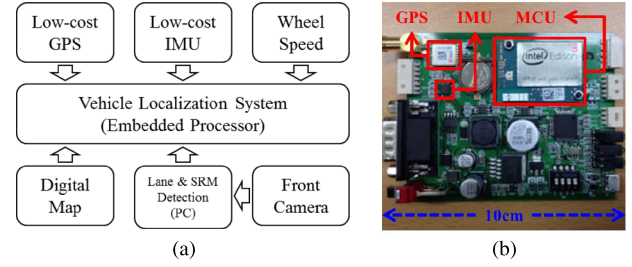 Low-cost
GPS
Low-cost
IMU
Wheel
Speed
Vehicle Localization System
(Embedded Processor)
Digital
Map
Lane & SRM
Detection
(PC)
Front
Camera
(a)
GPS
IMU
MCU
intel Edison
10cm
(b)